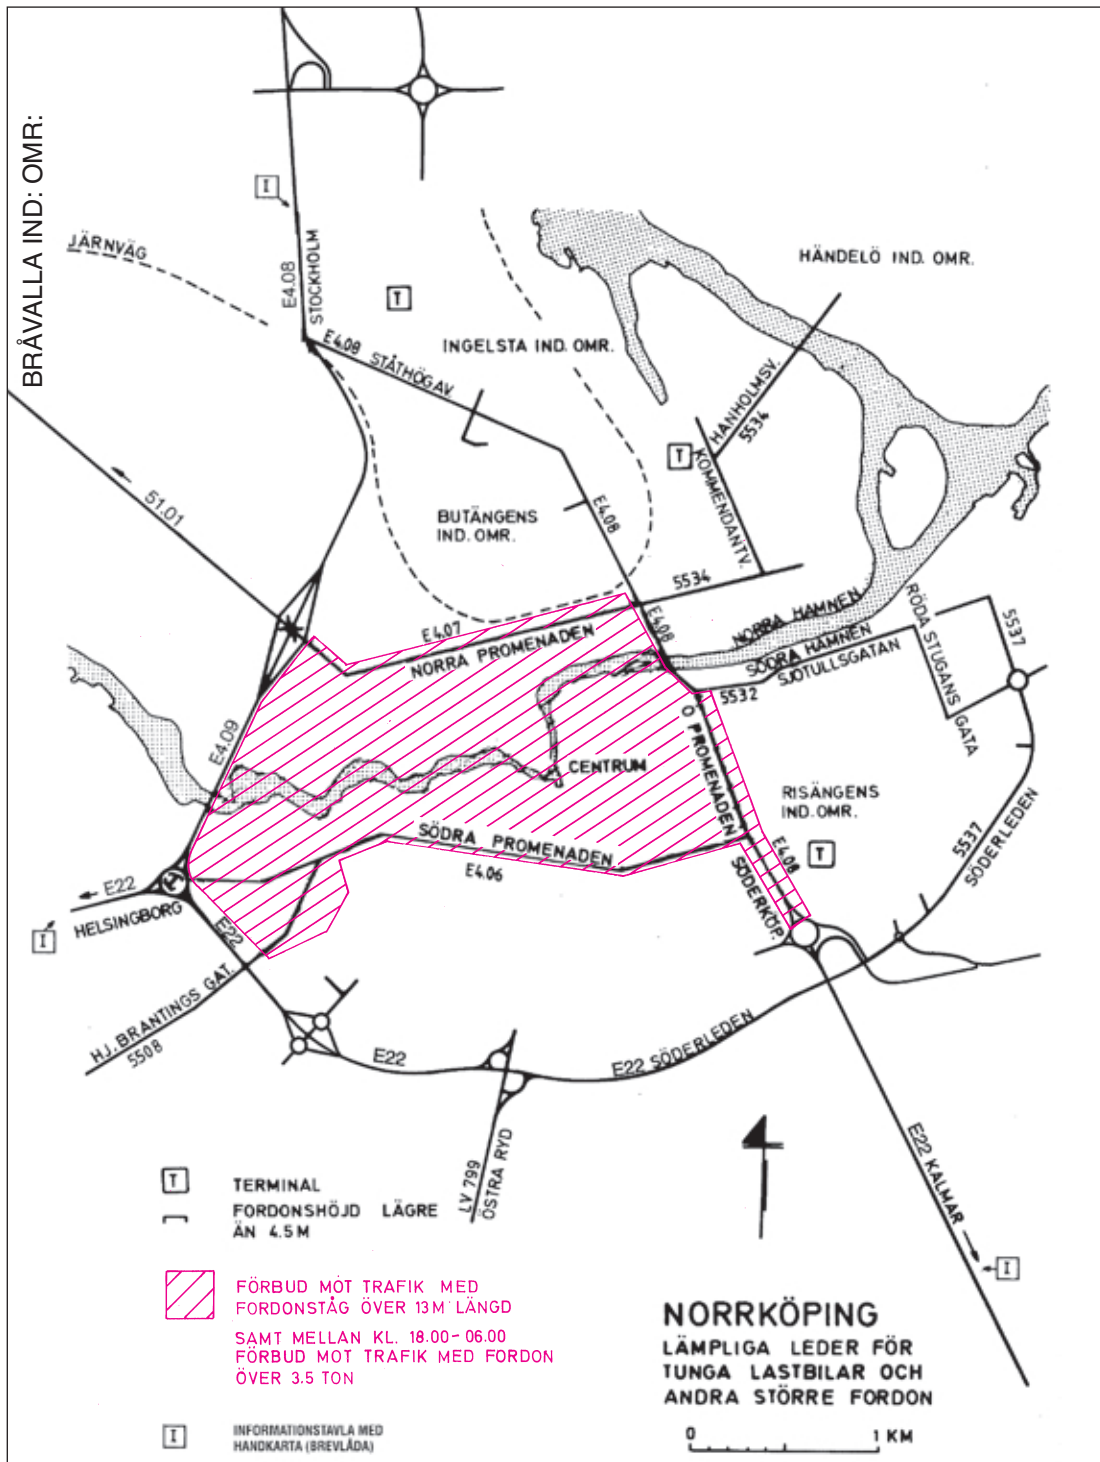 BRÅVALLA IND: OMR:
I
JÄRNVÄG
E4.08
STOCKHOLM
T
HÄNDELÖ IND. OMR.
E4.08 STÅTHÖGAV.
INGELSTA IND. OMR.
HANHOLMSV.
5534
T
KOMMENDANTV.
51.01
BUTÄNGENS
IND. OMR.
E4.08
5534
E4.07
NORRA PROMENADEN
E4.08
NORRA HAMNEN
SÖDRA HAMNEN
SJÖTULLSGATAN
5532
RÖDA STUGANS GATA
5537
E4.09
CENTRUM
Ö PROMENADEN
RISÄNGENS
IND. OMR.
T
E4.08
SÖDRA PROMENADEN
E4.06
SÖDERKÖP.
5537
SÖDERLEDEN
E22
HELSINGBORG
I
E22
HJ. BRANTINGS GAT.
5508
E22
E22 SÖDERLEDEN
LV 799
ÖSTRA RYD
E22 KALMAR
I
T
TERMINAL
FORDONSHÖJD LÄGRE
ÄN 4.5 M
FÖRBUD MOT TRAFIK MED
FORDONSTÅG ÖVER 13 M LÄNGD
SAMT MELLAN KL. 18.00-06.00
FÖRBUD MOT TRAFIK MED FORDON
ÖVER 3.5 TON
I
INFORMATIONSTAVLA MED
HANDKARTA (BREVLÅDA)
NORRKÖPING
LÄMPLIGA LEDER FÖR
TUNGA LASTBILAR OCH
ANDRA STÖRRE FORDON
0 1 KM